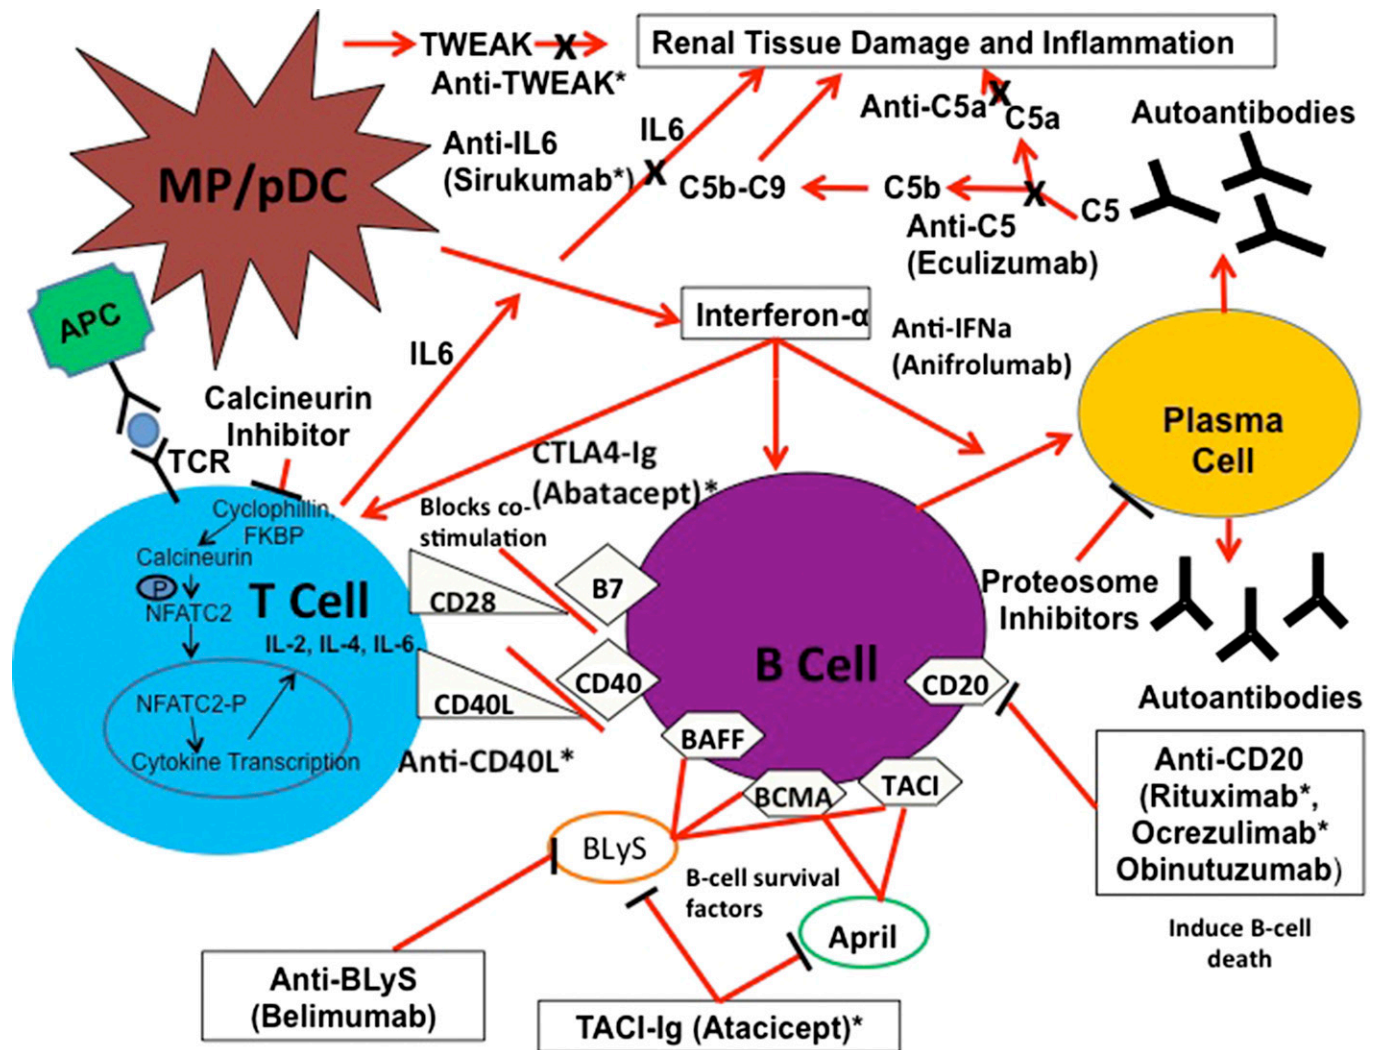 TWEAK
X
Renal Tissue Damage and Inflammation
Anti-TWEAK*
Anti-C5a
X
C5a
Autoantibodies
IL6
Anti-IL6
(Sirukumab*)
X
MP/pDC
C5b-C9
C5b
X
C5
Anti-C5
(Eculizumab)
APC
Interferon-α
Anti-IFNa
(Anifrolumab)
IL6
Calcineurin
Inhibitor
TCR
Plasma
Cell
CTLA4-Ig
(Abatacept)*
Blocks co-
stimulation
Cyclophillin,
FKBP
Calcineurin
P
NFATC2
T Cell
IL-2, IL-4, IL-6
CD28
B7
Proteosome
Inhibitors
B Cell
CD40
CD20
CD40L
NFATC2-P
Cytokine Transcription
Anti-CD40L*
BAFF
BCMA
TACI
Autoantibodies
Anti-CD20
(Rituximab*,
Ocrezulimab*
Obinutuzumab)
BLyS
B-cell survival
factors
April
Induce B-cell
death
Anti-BLyS
(Belimumab)
TACI-Ig (Atacicept)*